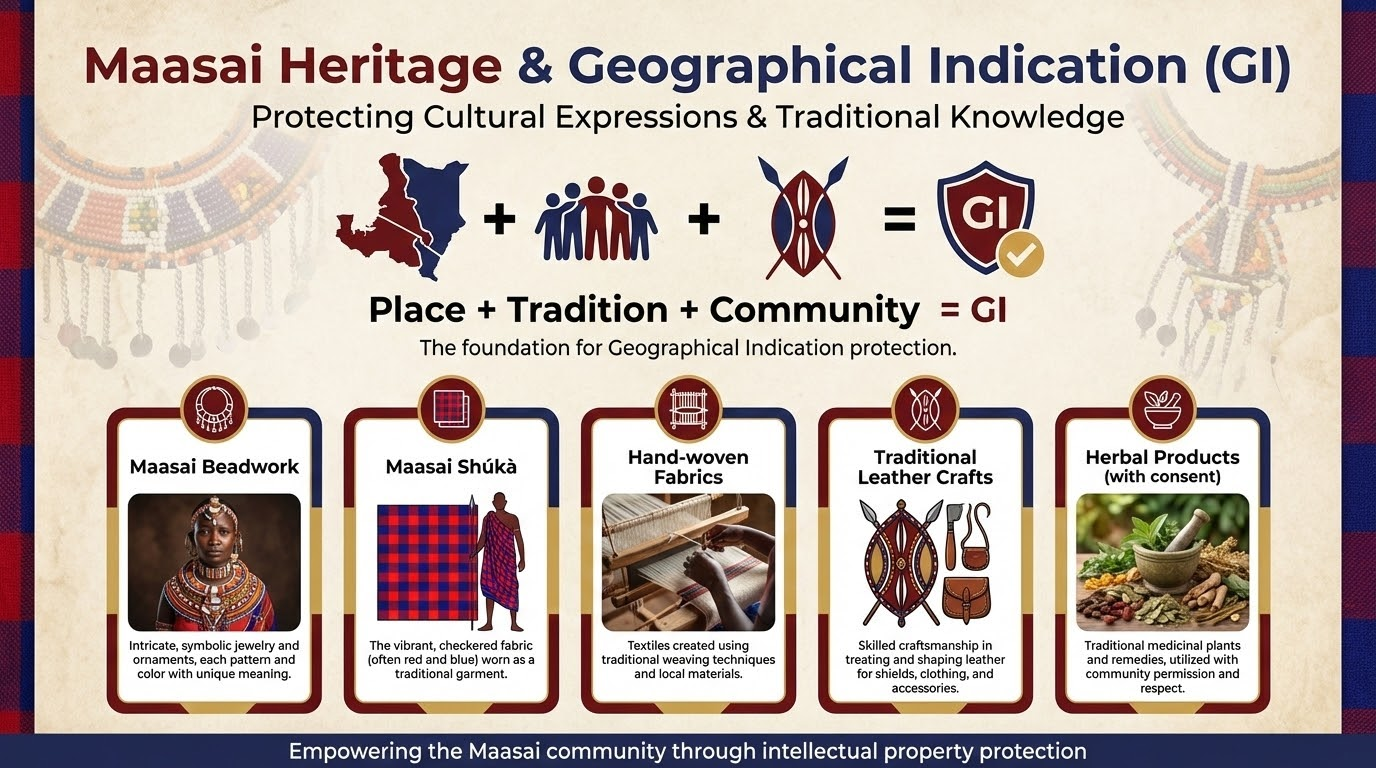 Maasai Heritage & Geographical Indication (GI)
Protecting Cultural Expressions & Traditional Knowledge
+ + = GI
Place + Tradition + Community = GI
The foundation for Geographical Indication protection.
Maasai Beadwork
Intricate, symbolic jewelry and
ornaments, each pattern and
color with unique meaning.
Maasai Shúkà
The vibrant, checkered fabric
(often red and blue) worn as a
traditional garment.
Hand-woven
Fabrics
Textiles created using
traditional weaving techniques
and local materials.
Traditional
Leather Crafts
Skilled craftsmanship in
treating and shaping leather
for shields, clothing, and
accessories.
Herbal Products
(with consent)
Traditional medicinal plants
and remedies, utilized with
community permission and
respect.
Empowering the Maasai community through intellectual property protection